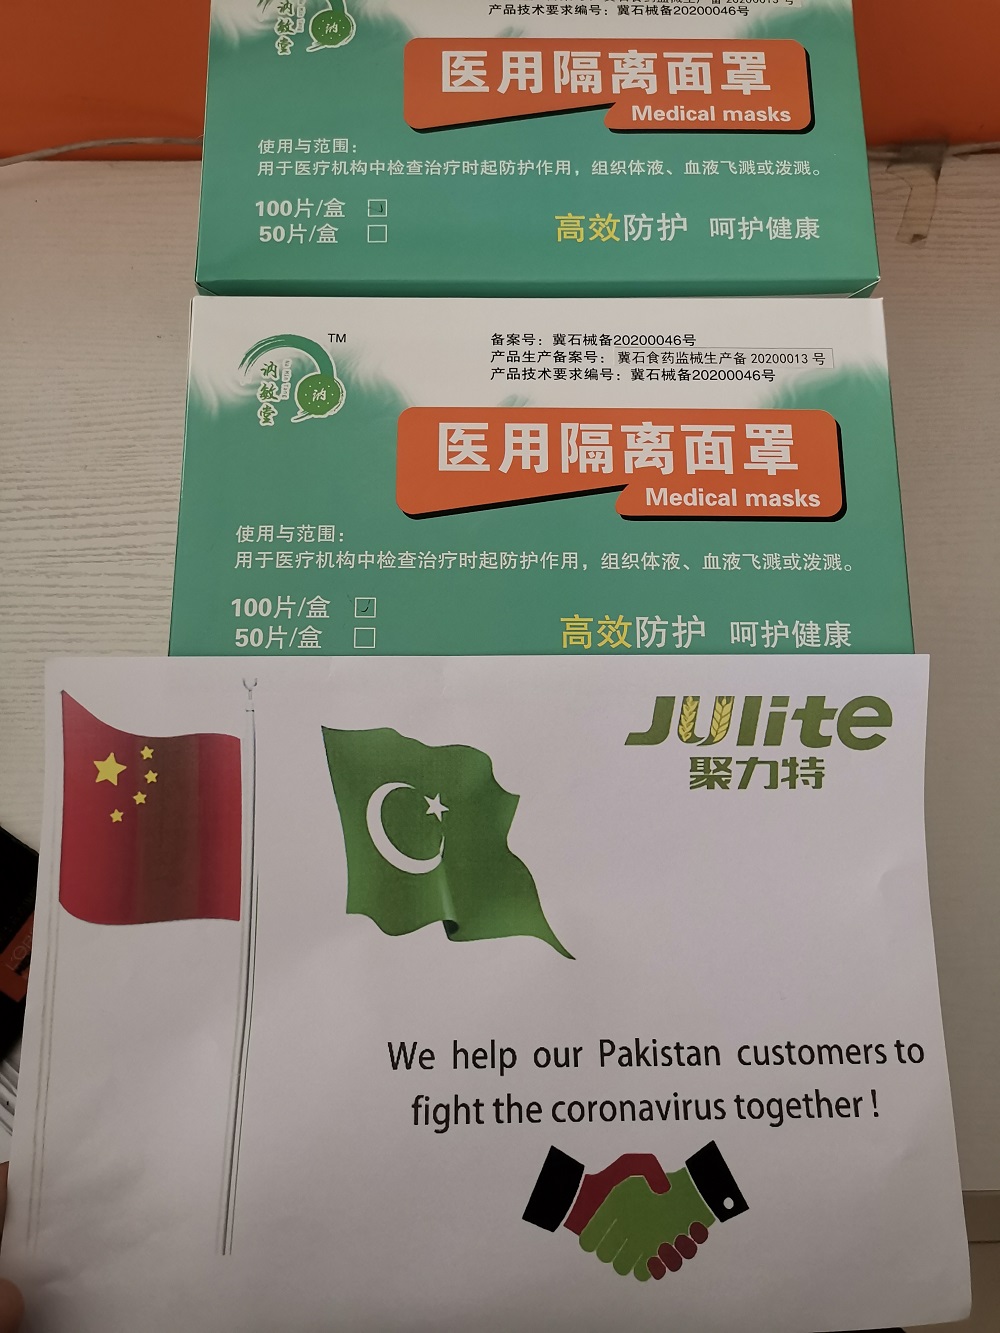 产品技术要求编号：冀石械备20200046号
讷敏堂
讷
医用隔离面罩
Medical masks
使用与范围：
用于医疗机构中检查治疗时起防护作用，组织体液、血液飞溅或泼溅。
100片/盒
50片/盒
高效防护 呵护健康
TM
备案号：冀石械备20200046号
产品生产备案号：冀石食药监械生产备 20200013 号
产品技术要求编号：冀石械备20200046号
讷敏堂
讷
医用隔离面罩
Medical masks
使用与范围：
用于医疗机构中检查治疗时起防护作用，组织体液、血液飞溅或泼溅。
100片/盒
50片/盒
高效防护 呵护健康
JUlite
聚力特
We help our Pakistan customers to
fight the coronavirus together!